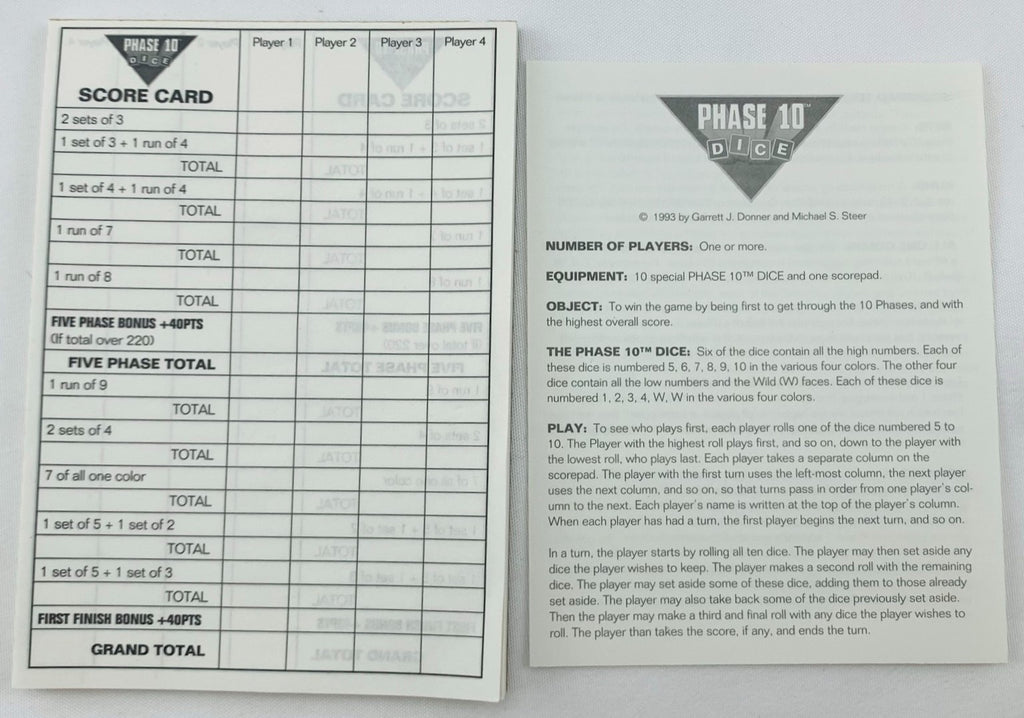 PHASE 10
DICE
SCORE CARD
Player 1 Player 2 Player 3 Player 4
2 sets of 3
1 set of 3 + 1 run of 4
TOTAL
1 set of 4 + 1 run of 4
TOTAL
1 run of 7
TOTAL
1 run of 8
TOTAL
FIVE PHASE BONUS +40PTS
(If total over 220)
FIVE PHASE TOTAL
1 run of 9
TOTAL
2 sets of 4
TOTAL
7 of all one color
TOTAL
1 set of 5 + 1 set of 2
TOTAL
1 set of 5 + 1 set of 3
TOTAL
FIRST FINISH BONUS +40PTS
GRAND TOTAL
PHASE 10™
DICE
© 1993 by Garrett J. Donner and Michael S. Steer
NUMBER OF PLAYERS: One or more.
EQUIPMENT: 10 special PHASE 10™ DICE and one scorepad.
OBJECT: To win the game by being first to get through the 10 Phases, and with
the highest overall score.
THE PHASE 10™ DICE: Six of the dice contain all the high numbers. Each of
these dice is numbered 5, 6, 7, 8, 9, 10 in the various four colors. The other four
dice contain all the low numbers and the Wild (W) faces. Each of these dice is
numbered 1, 2, 3, 4, W, W in the various four colors.
PLAY: To see who plays first, each player rolls one of the dice numbered 5 to
10. The Player with the highest roll plays first, and so on, down to the player with
the lowest roll, who plays last. Each player takes a separate column on the
scorepad. The player with the first turn uses the left-most column, the next player
uses the next column, and so on, so that turns pass in order from one player's col-
umn to the next. Each player's name is written at the top of the player's column.
When each player has had a turn, the first player begins the next turn, and so on.
In a turn, the player starts by rolling all ten dice. The player may then set aside any
dice the player wishes to keep. The player makes a second roll with the remaining
dice. The player may set aside some of these dice, adding them to those already
set aside. The player may also take back some of the dice previously set aside.
Then the player may make a third and final roll with any dice the player wishes to
roll. The player than takes the score, if any, and ends the turn.